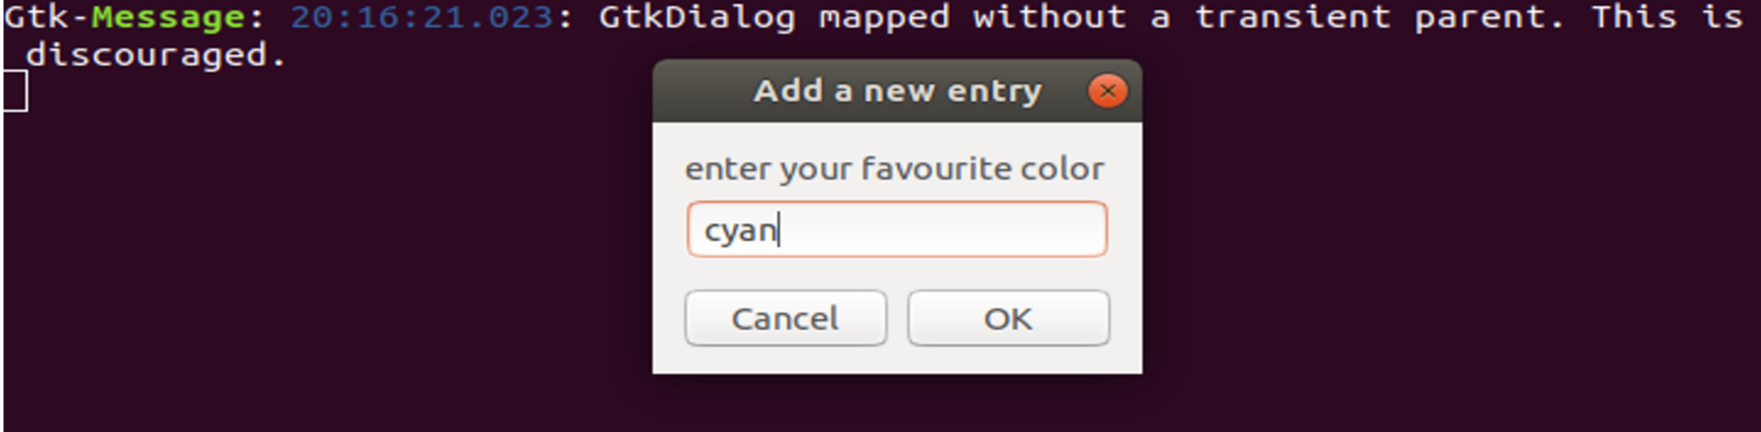 Gtk-Message: 20:16:21.023: GtkDialog mapped without a transient parent. This is
discouraged.
Add a new entry
enter your favourite color
cyan
Cancel OK